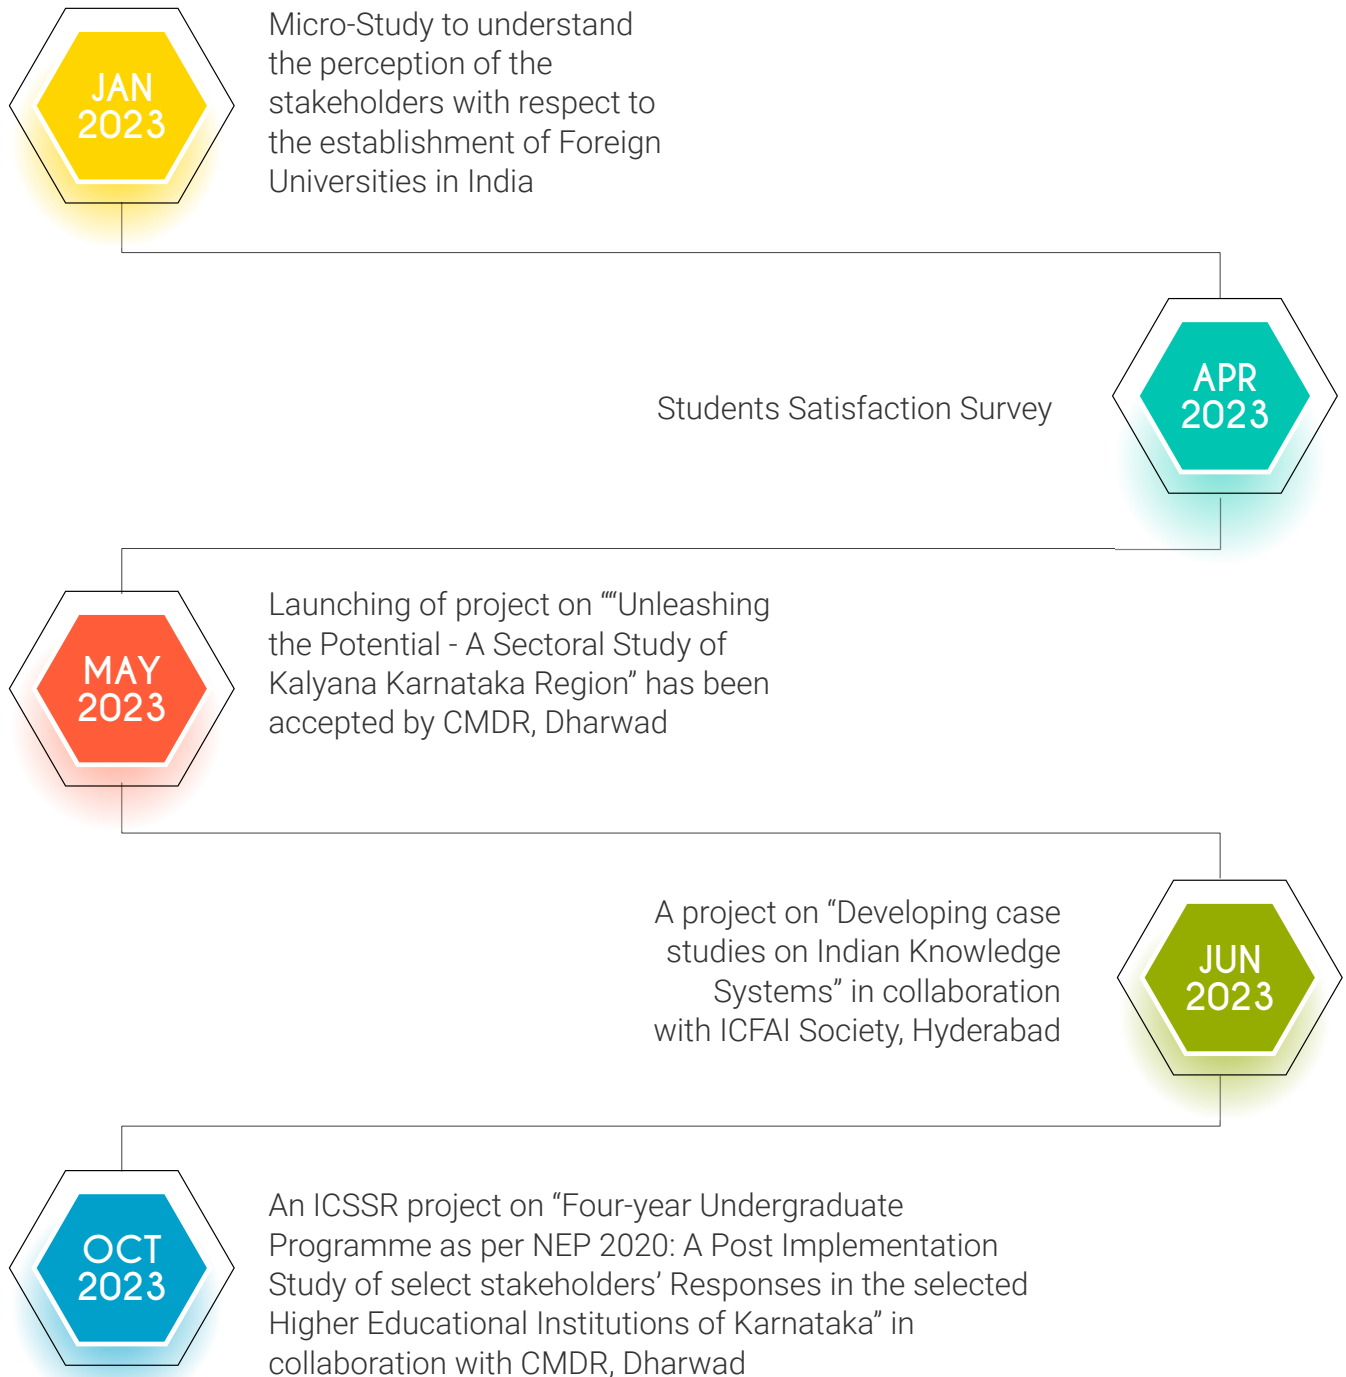 JAN
2023
Micro-Study to understand
the perception of the
stakeholders with respect to
the establishment of Foreign
Universities in India
Students Satisfaction Survey
APR
2023
MAY
2023
Launching of project on ““Unleashing
the Potential - A Sectoral Study of
Kalyana Karnataka Region” has been
accepted by CMDR, Dharwad
A project on “Developing case
studies on Indian Knowledge
Systems” in collaboration
with ICFAI Society, Hyderabad
JUN
2023
OCT
2023
An ICSSR project on “Four-year Undergraduate
Programme as per NEP 2020: A Post Implementation
Study of select stakeholders’ Responses in the selected
Higher Educational Institutions of Karnataka” in
collaboration with CMDR, Dharwad